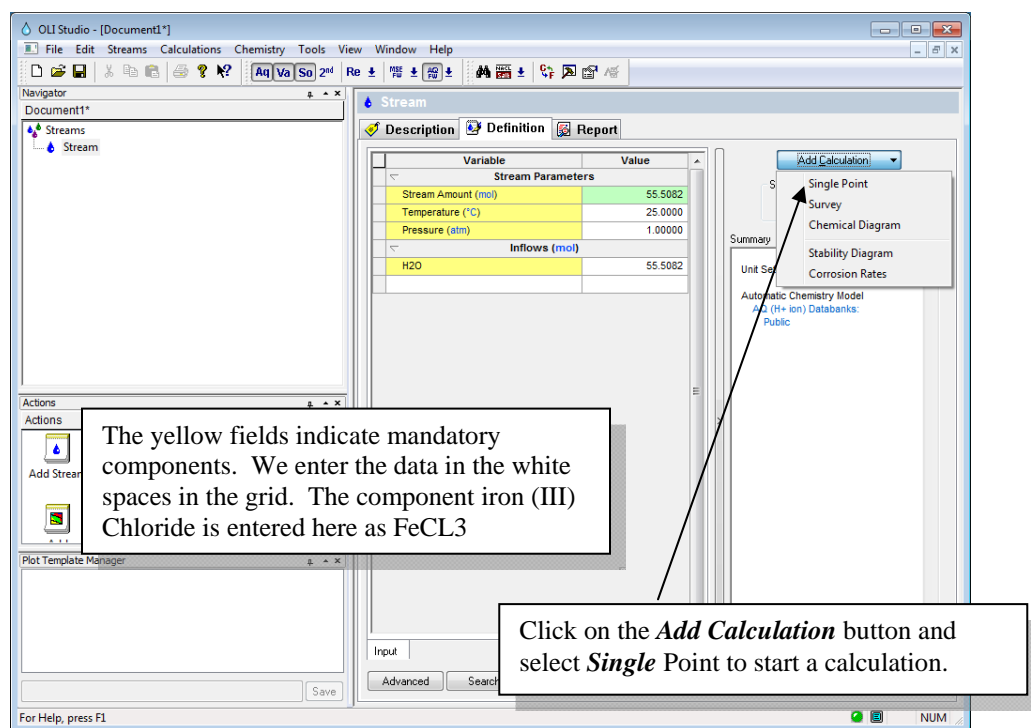 OLI Studio - [Document1*]
File Edit Streams Calculations Chemistry Tools View Window Help
Aq Va So 2nd Re
Navigator
Document1*
Streams
Stream
Stream
Description Definition Report
Variable Value
Stream Parameters
Stream Amount (mol) 55.5082
Temperature (°C) 25.0000
Pressure (atm) 1.00000
Inflows (mol)
H2O 55.5082
Input
Advanced Search
Add Calculation
Single Point
Survey
Chemical Diagram
Stability Diagram
Corrosion Rates
Summary
Unit Se
Automatic Chemistry Model
AQ (H+ ion) Databanks:
Public
Actions
Actions
Add Strear
The yellow fields indicate mandatory
components. We enter the data in the white
spaces in the grid. The component iron (III)
Chloride is entered here as FeCL3
Plot Template Manager
Click on the Add Calculation button and
select Single Point to start a calculation.
Save
For Help, press F1
NUM